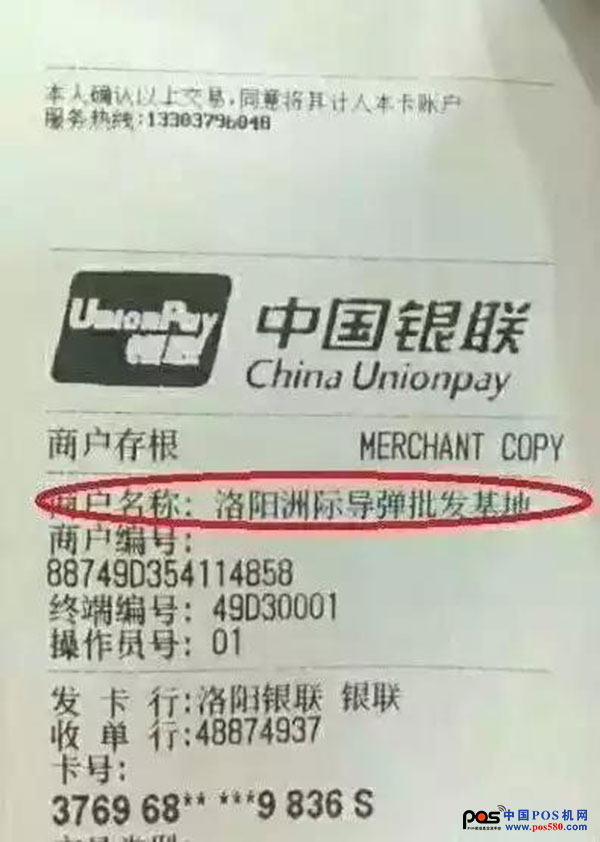 本人确认以上交易,同意将其计入本卡账户
服务热线:13303796048
UnionPay
银联
中国银联
China Unionpay
商户存根 MERCHANT COPY
商户名称: 洛阳洲际导弹批发基地
商户编号:
88749D354114858
终端编号: 49D30001
操作员号: 01
发 卡 行:洛阳银联 银联
收 单 行:48874937
卡号:
3769 68** ***9 836 S
pos 中国POS机网
www.pos580.com